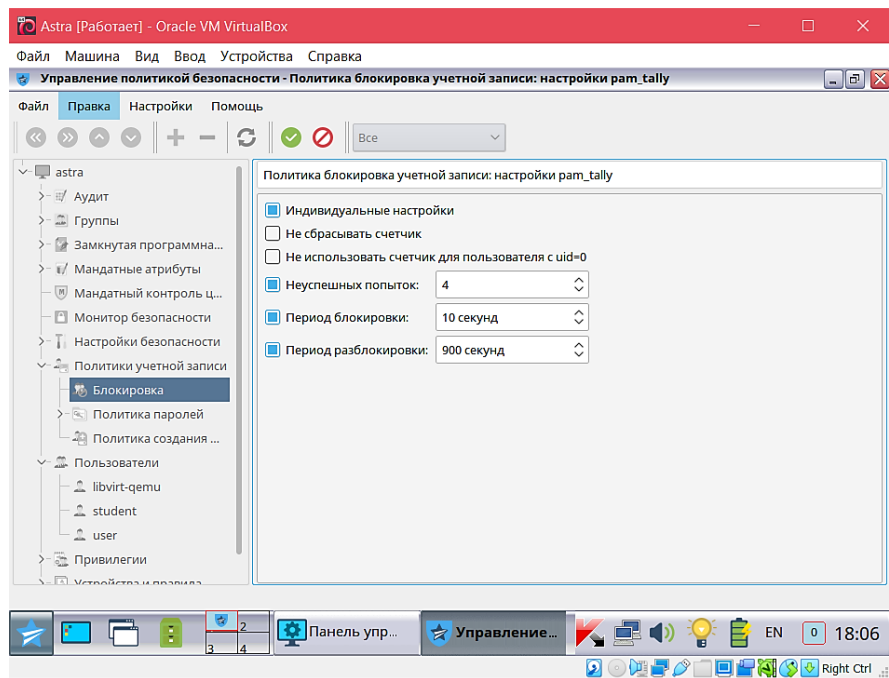 Astra [Работает] - Oracle VM VirtualBox
Файл Машина Вид Ввод Устройства Справка
Управление политикой безопасности - Политика блокировка учетной записи: настройки pam_tally
Файл Правка Настройки Помощь
Все
astra
Аудит
Группы
Замкнутая программна...
Мандатные атрибуты
Мандатный контроль ц...
Монитор безопасности
Настройки безопасности
Политики учетной записи
Блокировка
Политика паролей
Политика создания ...
Пользователи
libvirt-qemu
student
user
Привилегии
Устройства и правила
Политика блокировка учетной записи: настройки pam_tally
Индивидуальные настройки
Не сбрасывать счетчик
Не использовать счетчик для пользователя с uid=0
Неуспешных попыток: 4
Период блокировки: 10 секунд
Период разблокировки: 900 секунд
2
3 4
Панель упр...
Управление...
EN
0
18:06
Right Ctrl